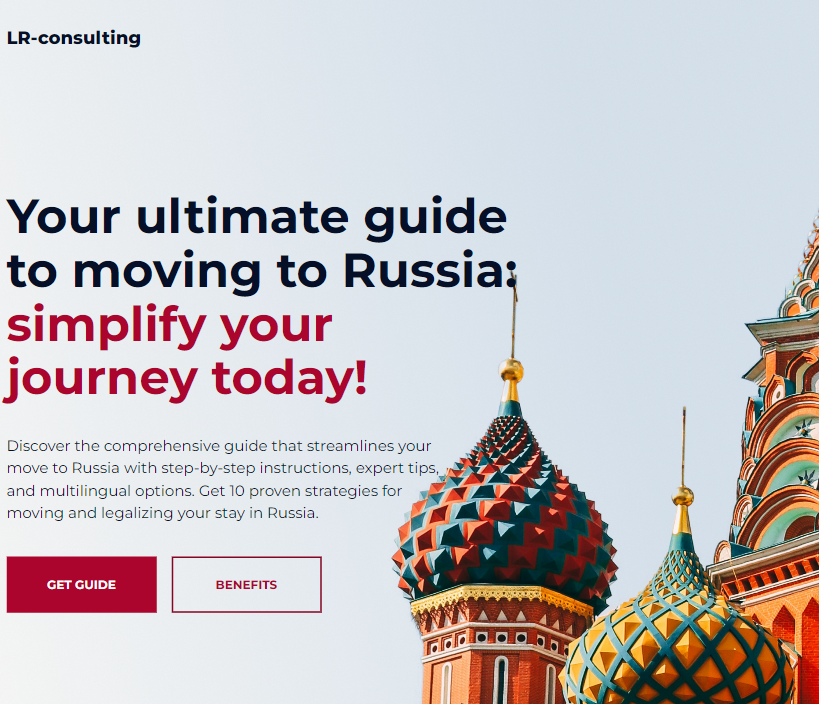 LR-consulting
Your ultimate guide
to moving to Russia:
simplify your
journey today!
Discover the comprehensive guide that streamlines your
move to Russia with step-by-step instructions, expert tips,
and multilingual options. Get 10 proven strategies for
moving and legalizing your stay in Russia.
GET GUIDE
BENEFITS